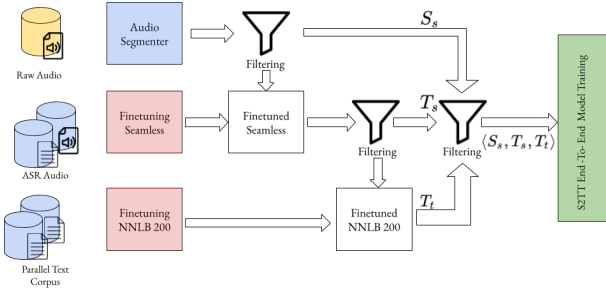 Raw Audio
ASR Audio
Parallel Text
Corpus
Audio
Segmenter
Filtering
S_s
Finetuning
Seamless
Finetuned
Seamless
Filtering
T_s
Filtering
⟨S_s, T_s, T_t⟩
Finetuning
NNLB 200
Finetuned
NNLB 200
T_t
S2TT End -To- End Model Training